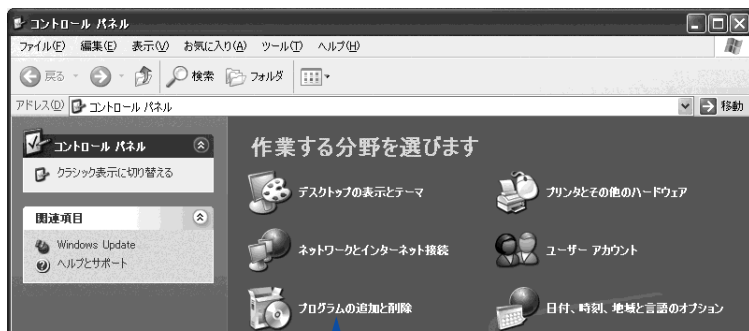 コントロール パネル
ファイル(F) 編集(E) 表示(V) お気に入り(A) ツール(T) ヘルプ(H)
戻る 検索 フォルダ
アドレス(D) コントロール パネル 移動
コントロール パネル
クラシック表示に切り替える
関連項目
Windows Update
ヘルプとサポート
作業する分野を選びます
デスクトップの表示とテーマ
プリンタとその他のハードウェア
ネットワークとインターネット接続
ユーザー アカウント
プログラムの追加と削除
日付、時刻、地域と言語のオプション